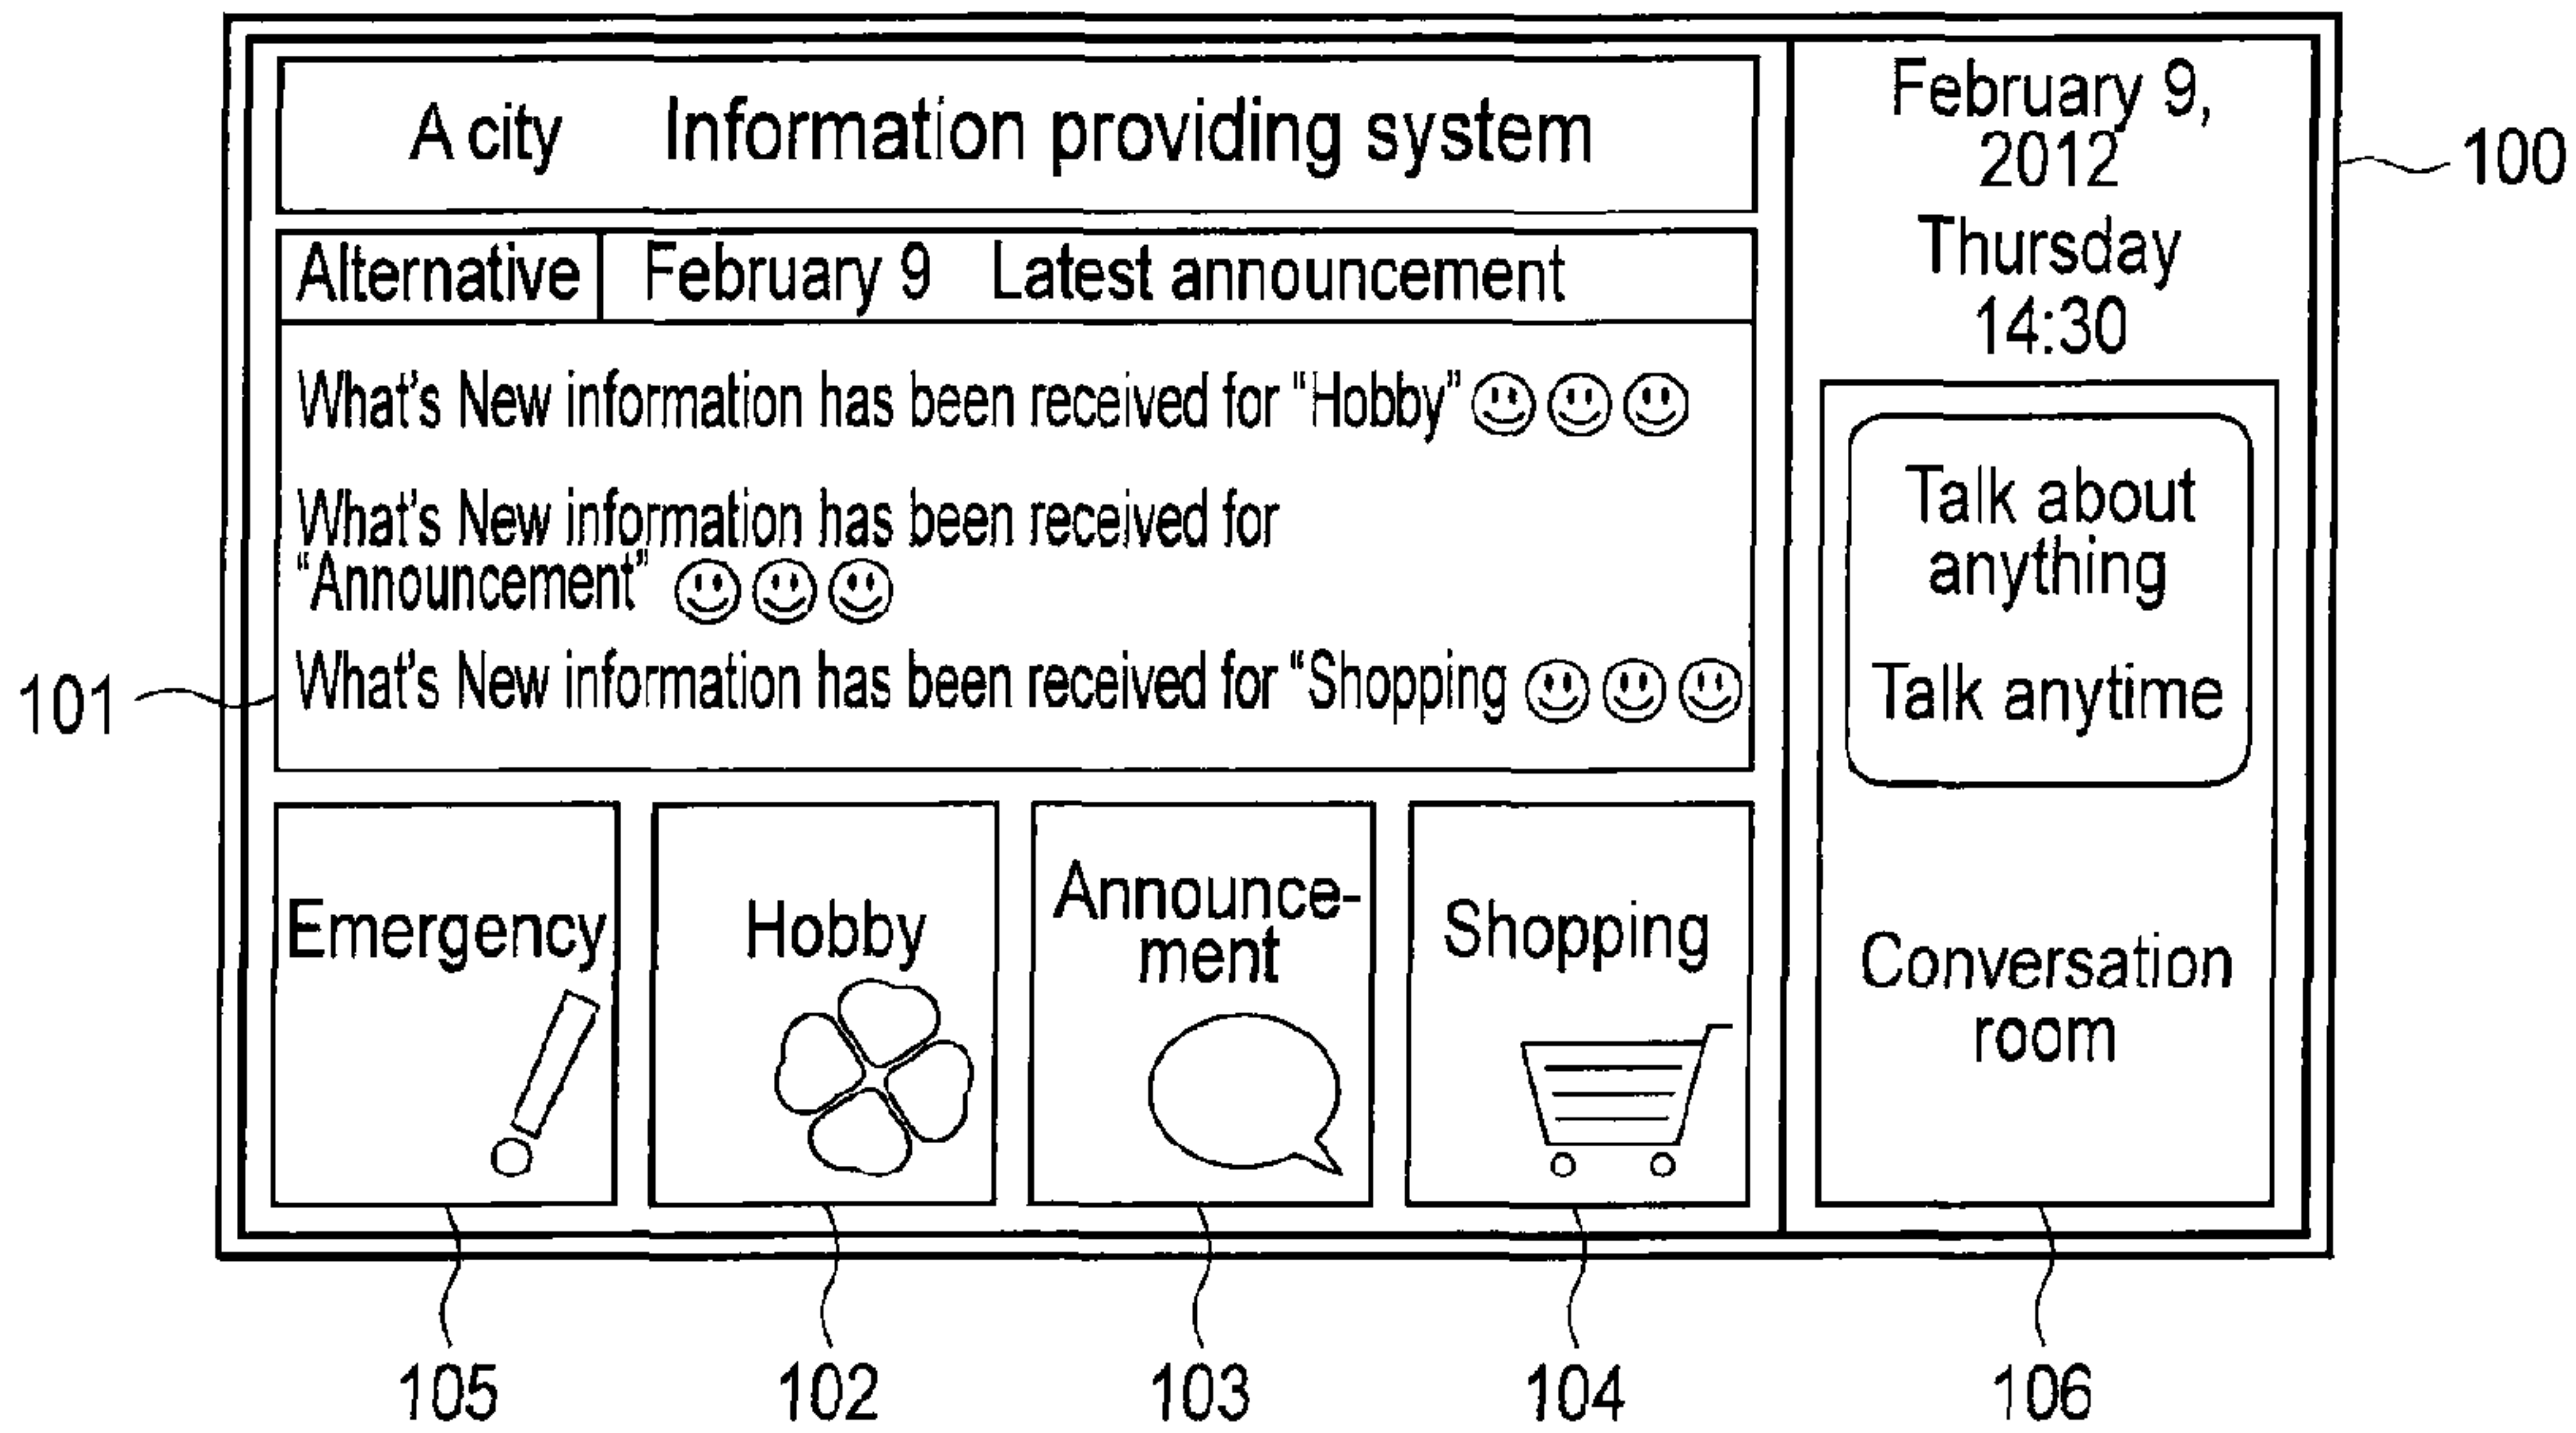 A city Information providing system
Alternative February 9 Latest announcement
What's New information has been received for “Hobby”
What's New information has been received for
“Announcement”
What's New information has been received for “Shopping
Emergency
Hobby
Announce-
ment
Shopping
February 9,
2012
Thursday
14:30
Talk about
anything
Talk anytime
Conversation
room
100
101
105
102
103
104
106